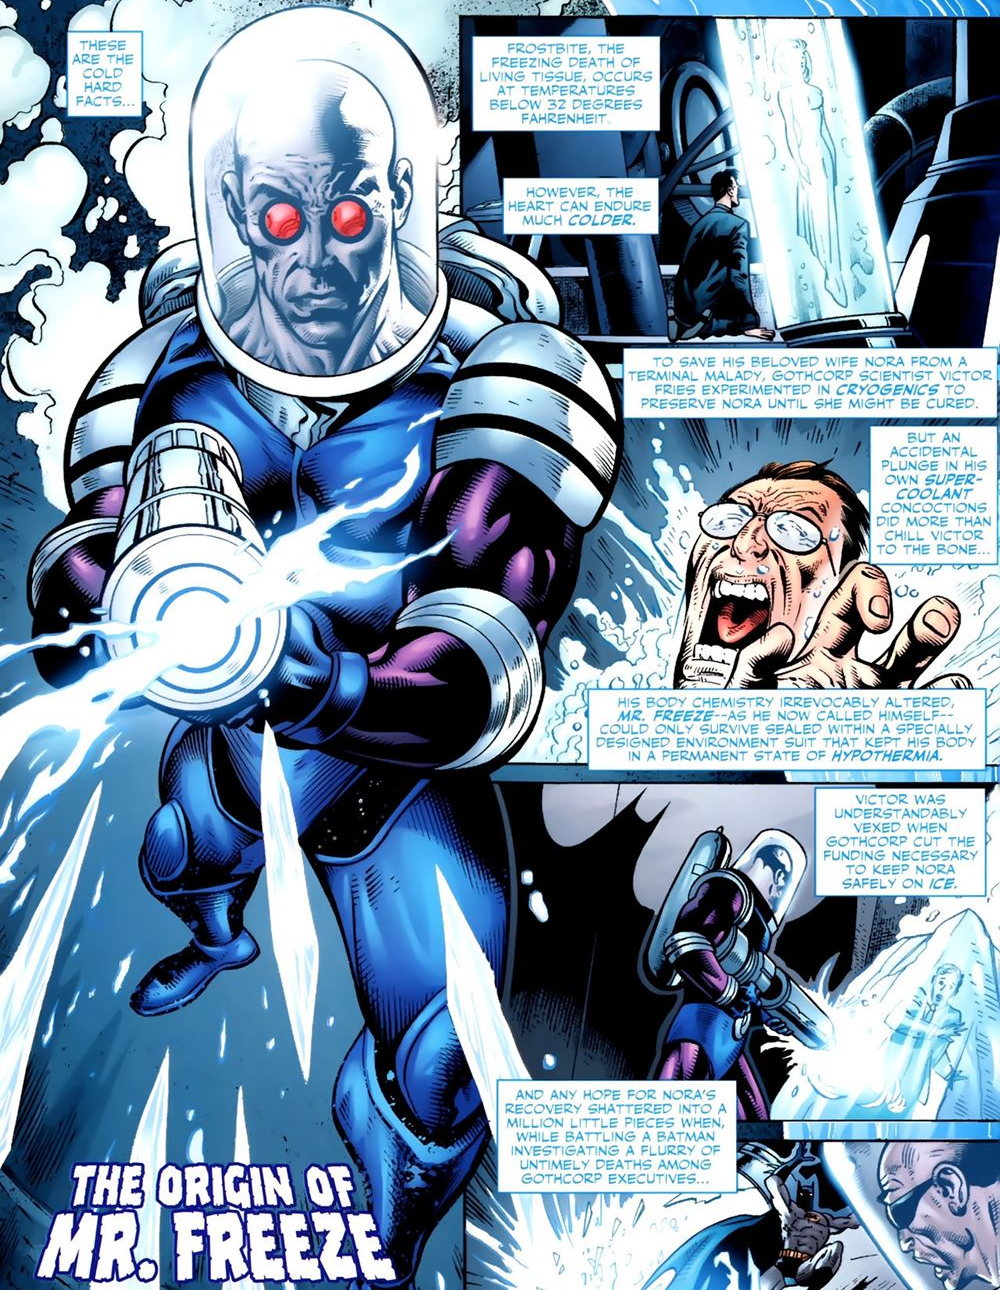 THESE
ARE THE
COLD
HARD
FACTS...
FROSTBITE, THE
FREEZING DEATH OF
LIVING TISSUE, OCCURS
AT TEMPERATURES
BELOW 32 DEGREES
FAHRENHEIT.
HOWEVER, THE
HEART CAN ENDURE
MUCH COLDER.
TO SAVE HIS BELOVED WIFE NORA FROM A
TERMINAL MALADY, GOTHCORP SCIENTIST VICTOR
FRIES EXPERIMENTED IN CRYOGENICS TO
PRESERVE NORA UNTIL SHE MIGHT BE CURED.
BUT AN
ACCIDENTAL
PLUNGE IN HIS
OWN SUPER-
COOLANT
CONCOCTIONS
DID MORE THAN
CHILL VICTOR
TO THE BONE...
HIS BODY CHEMISTRY IRREVOCABLY ALTERED,
MR. FREEZE--AS HE NOW CALLED HIMSELF--
COULD ONLY SURVIVE SEALED WITHIN A SPECIALLY
DESIGNED ENVIRONMENT SUIT THAT KEPT HIS BODY
IN A PERMANENT STATE OF HYPOTHERMIA.
VICTOR WAS
UNDERSTANDABLY
VEXED WHEN
GOTHCORP CUT THE
FUNDING NECESSARY
TO KEEP NORA
SAFELY ON ICE.
AND ANY HOPE FOR NORA'S
RECOVERY SHATTERED INTO A
MILLION LITTLE PIECES WHEN,
WHILE BATTLING A BATMAN
INVESTIGATING A FLURRY OF
UNTIMELY DEATHS AMONG
GOTHCORP EXECUTIVES...
THE ORIGIN OF
MR. FREEZE